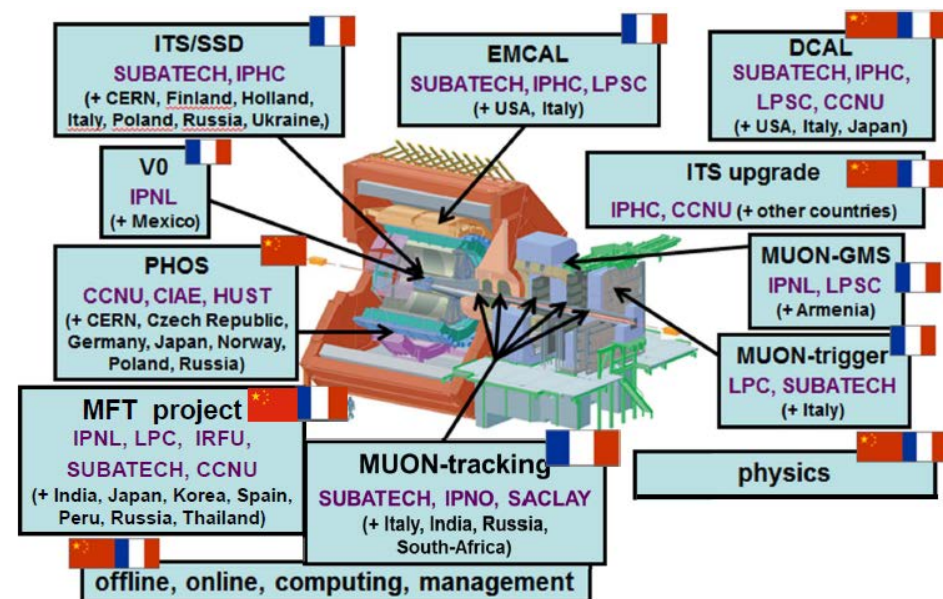 ITS/SSD
SUBATECH, IPHC
(+ CERN, Finland, Holland,
Italy, Poland, Russia, Ukraine,)
EMCAL
SUBATECH, IPHC, LPSC
(+ USA, Italy)
DCAL
SUBATECH, IPHC,
LPSC, CCNU
(+ USA, Italy, Japan)
V0
IPNL
(+ Mexico)
ITS upgrade
IPHC, CCNU (+ other countries)
PHOS
CCNU, CIAE, HUST
(+ CERN, Czech Republic,
Germany, Japan, Norway,
Poland, Russia)
MUON-GMS
IPNL, LPSC
(+ Armenia)
MUON-trigger
LPC, SUBATECH
(+ Italy)
MFT project
IPNL, LPC, IRFU,
SUBATECH, CCNU
(+ India, Japan, Korea, Spain,
Peru, Russia, Thailand)
MUON-tracking
SUBATECH, IPNO, SACLAY
(+ Italy, India, Russia,
South-Africa)
physics
offline, online, computing, management